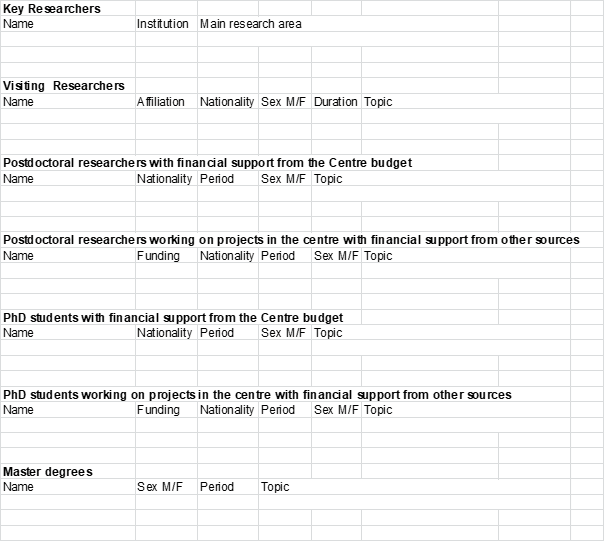 Key Researchers
Name Institution Main research area
Visiting Researchers
Name Affiliation Nationality Sex M/F Duration Topic
Postdoctoral researchers with financial support from the Centre budget
Name Nationality Period Sex M/F Topic
Postdoctoral researchers working on projects in the centre with financial support from other sources
Name Funding Nationality Period Sex M/F Topic
PhD students with financial support from the Centre budget
Name Nationality Period Sex M/F Topic
PhD students working on projects in the centre with financial support from other sources
Name Funding Nationality Period Sex M/F Topic
Master degrees
Name Sex M/F Period Topic